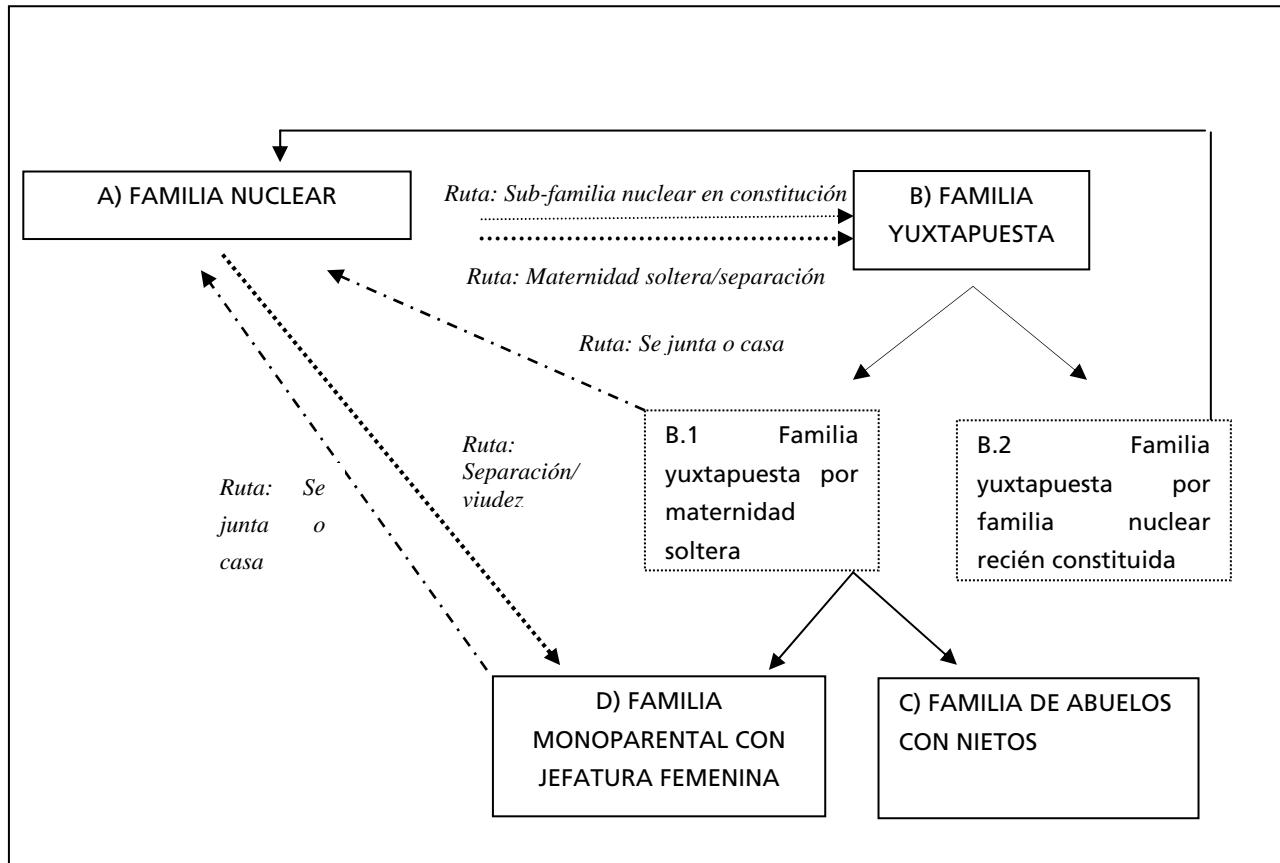 A) FAMILIA NUCLEAR
Ruta: Sub-familia nuclear en constitución
B) FAMILIA
YUXTAPUESTA
Ruta: Maternidad soltera/separación
Ruta: Se junta o casa
B.1 Familia
yuxtapuesta por
maternidad
soltera
B.2 Familia
yuxtapuesta por
familia nuclear
recién constituida
Ruta:
Separación/
viudez
Ruta: Se
junta o
casa
D) FAMILIA
MONOPARENTAL CON
JEFATURA FEMENINA
C) FAMILIA DE ABUELOS
CON NIETOS